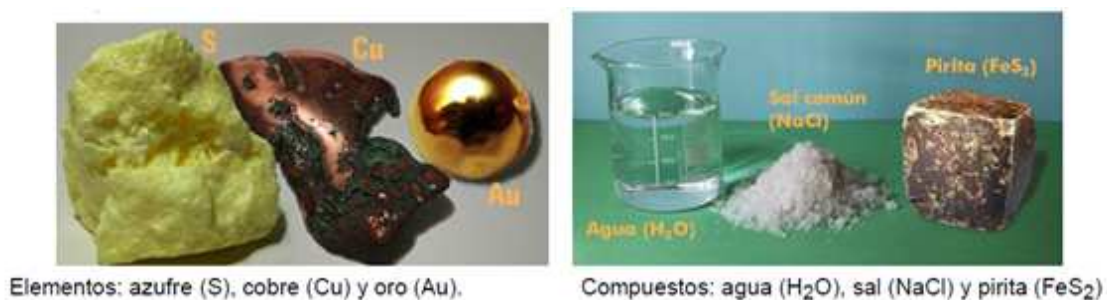 S
Cu
Au
Elementos: azufre (S), cobre (Cu) y oro (Au).
Pirita (FeS₂)
Sal común
(NaCl)
Agua (H₂O)
Compuestos: agua (H₂O), sal (NaCl) y pirita (FeS₂)